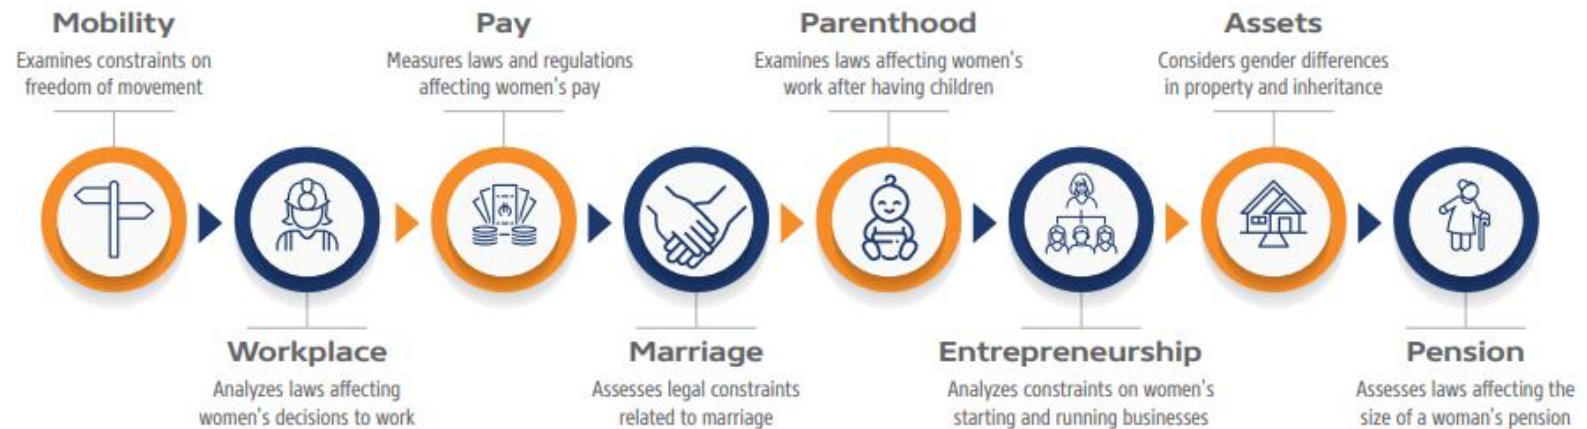 Mobility
Examines constraints on
freedom of movement
Pay
Measures laws and regulations
affecting women's pay
Parenthood
Examines laws affecting women's
work after having children
Assets
Considers gender differences
in property and inheritance
Workplace
Analyzes laws affecting
women's decisions to work
Marriage
Assesses legal constraints
related to marriage
Entrepreneurship
Analyzes constraints on women's
starting and running businesses
Pension
Assesses laws affecting the
size of a woman's pension